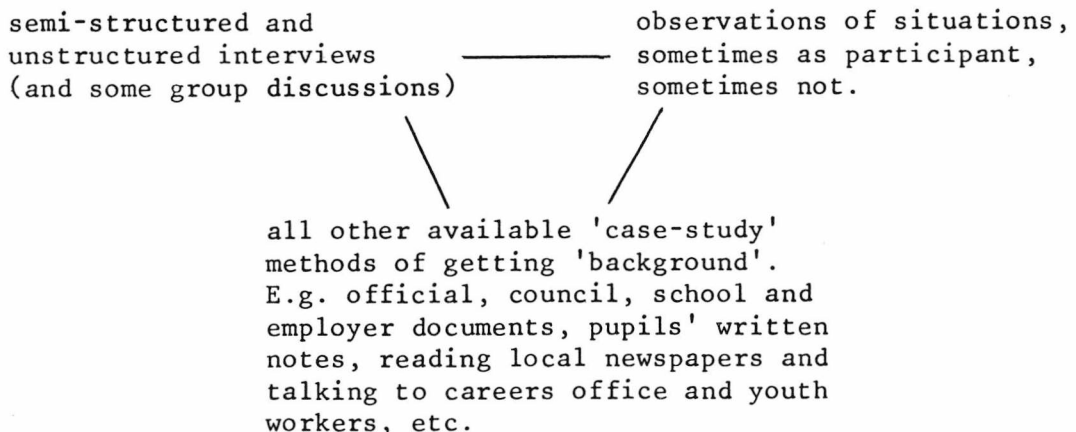 semi-structured and
unstructured interviews
(and some group discussions)
observations of situations,
sometimes as participant,
sometimes not.
all other available 'case-study'
methods of getting 'background'.
E.g. official, council, school and
employer documents, pupils' written
notes, reading local newspapers and
talking to careers office and youth
workers, etc.